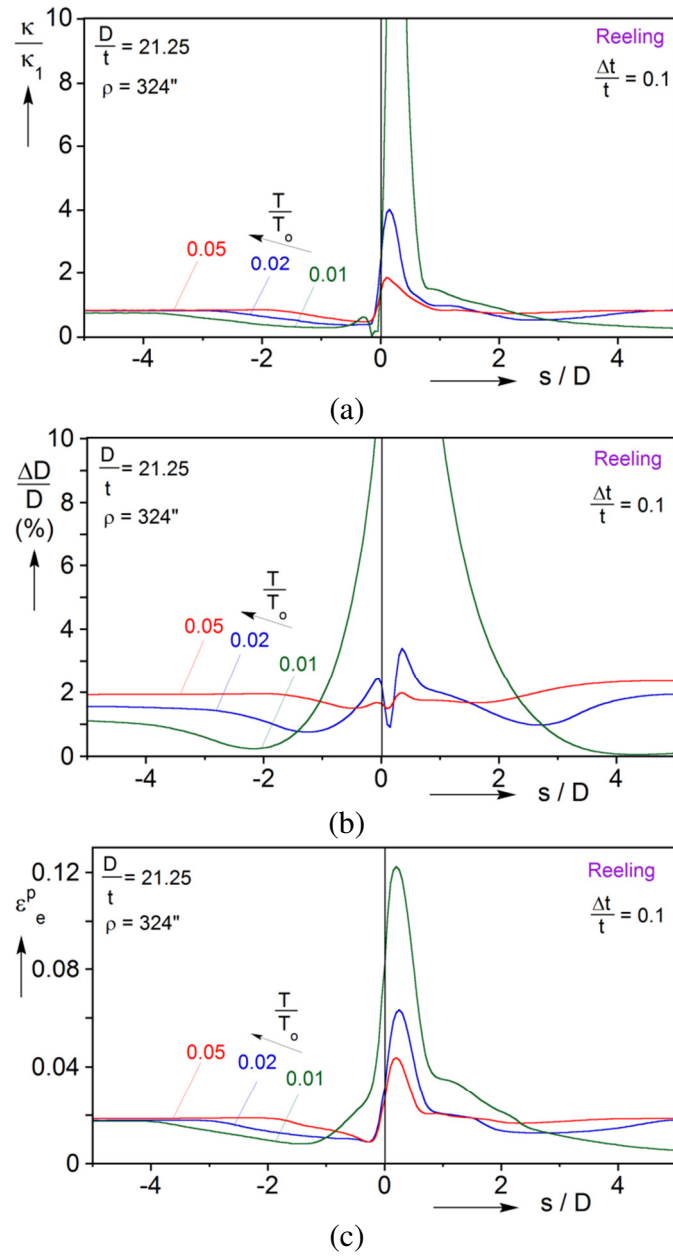 κ
κ₁
10
8
6
4
2
0
D
t
= 21.25
ρ = 324"
Reeling
Δt
t
= 0.1
T
Tₒ
0.05
0.02
0.01
-4
-2
0
2
4
s / D
(a)
ΔD
D
(%)
10
8
6
4
2
0
D
t
= 21.25
ρ = 324"
Reeling
Δt
t
= 0.1
T
Tₒ
0.05
0.02
0.01
-4
-2
0
2
4
s / D
(b)
εᵖₑ
0.12
0.08
0.04
0
D
t
= 21.25
ρ = 324"
Reeling
Δt
t
= 0.1
T
Tₒ
0.05
0.02
0.01
-4
-2
0
2
4
s / D
(c)